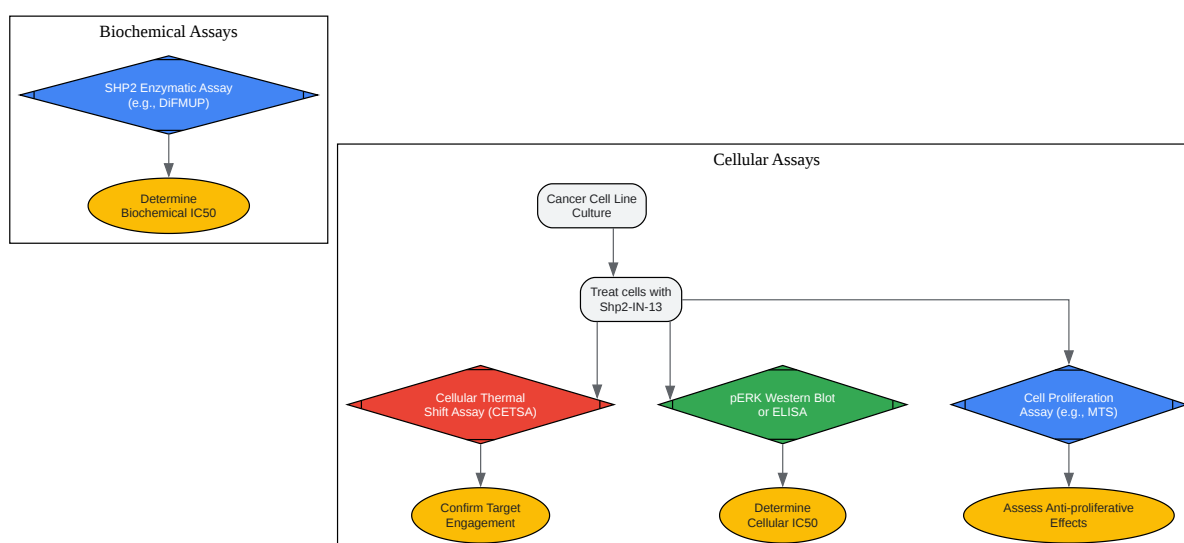 Biochemical Assays
SHP2 Enzymatic Assay
(e.g., DiFMUP)
Determine
Biochemical IC50
Cellular Assays
Cancer Cell Line
Culture
Treat cells with
Shp2-IN-13
Cellular Thermal
Shift Assay (CETSA)
pERK Western Blot
or ELISA
Cell Proliferation
Assay (e.g., MTS)
Confirm Target
Engagement
Determine
Cellular IC50
Assess Anti-proliferative
Effects